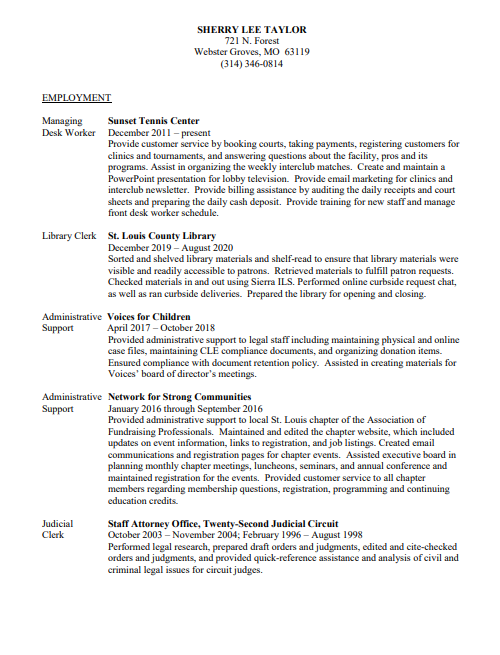 SHERRY LEE TAYLOR
721 N. Forest
Webster Groves, MO 63119
(314) 346-0814
EMPLOYMENT
Managing Sunset Tennis Center
Desk Worker December 2011 – present
Provide customer service by booking courts, taking payments, registering customers for
clinics and tournaments, and answering questions about the facility, pros and its
programs. Assist in organizing the weekly interclub matches. Create and maintain a
PowerPoint presentation for lobby television. Provide email marketing for clinics and
interclub newsletter. Provide billing assistance by auditing the daily receipts and court
sheets and preparing the daily cash deposit. Provide training for new staff and manage
front desk worker schedule.
Library Clerk St. Louis County Library
December 2019 – August 2020
Sorted and shelved library materials and shelf-read to ensure that library materials were
visible and readily accessible to patrons. Retrieved materials to fulfill patron requests.
Checked materials in and out using Sierra ILS. Performed online curbside request chat,
as well as ran curbside deliveries. Prepared the library for opening and closing.
Administrative Voices for Children
Support April 2017 – October 2018
Provided administrative support to legal staff including maintaining physical and online
case files, maintaining CLE compliance documents, and organizing donation items.
Ensured compliance with document retention policy. Assisted in creating materials for
Voices' board of director's meetings.
Administrative Network for Strong Communities
Support January 2016 through September 2016
Provided administrative support to local St. Louis chapter of the Association of
Fundraising Professionals. Maintained and edited the chapter website, which included
updates on event information, links to registration, and job listings. Created email
communications and registration pages for chapter events. Assisted executive board in
planning monthly chapter meetings, luncheons, seminars, and annual conference and
maintained registration for the events. Provided customer service to all chapter
members regarding membership questions, registration, programming and continuing
education credits.
Judicial Staff Attorney Office, Twenty-Second Judicial Circuit
Clerk October 2003 – November 2004; February 1996 – August 1998
Performed legal research, prepared draft orders and judgments, edited and cite-checked
orders and judgments, and provided quick-reference assistance and analysis of civil and
criminal legal issues for circuit judges.